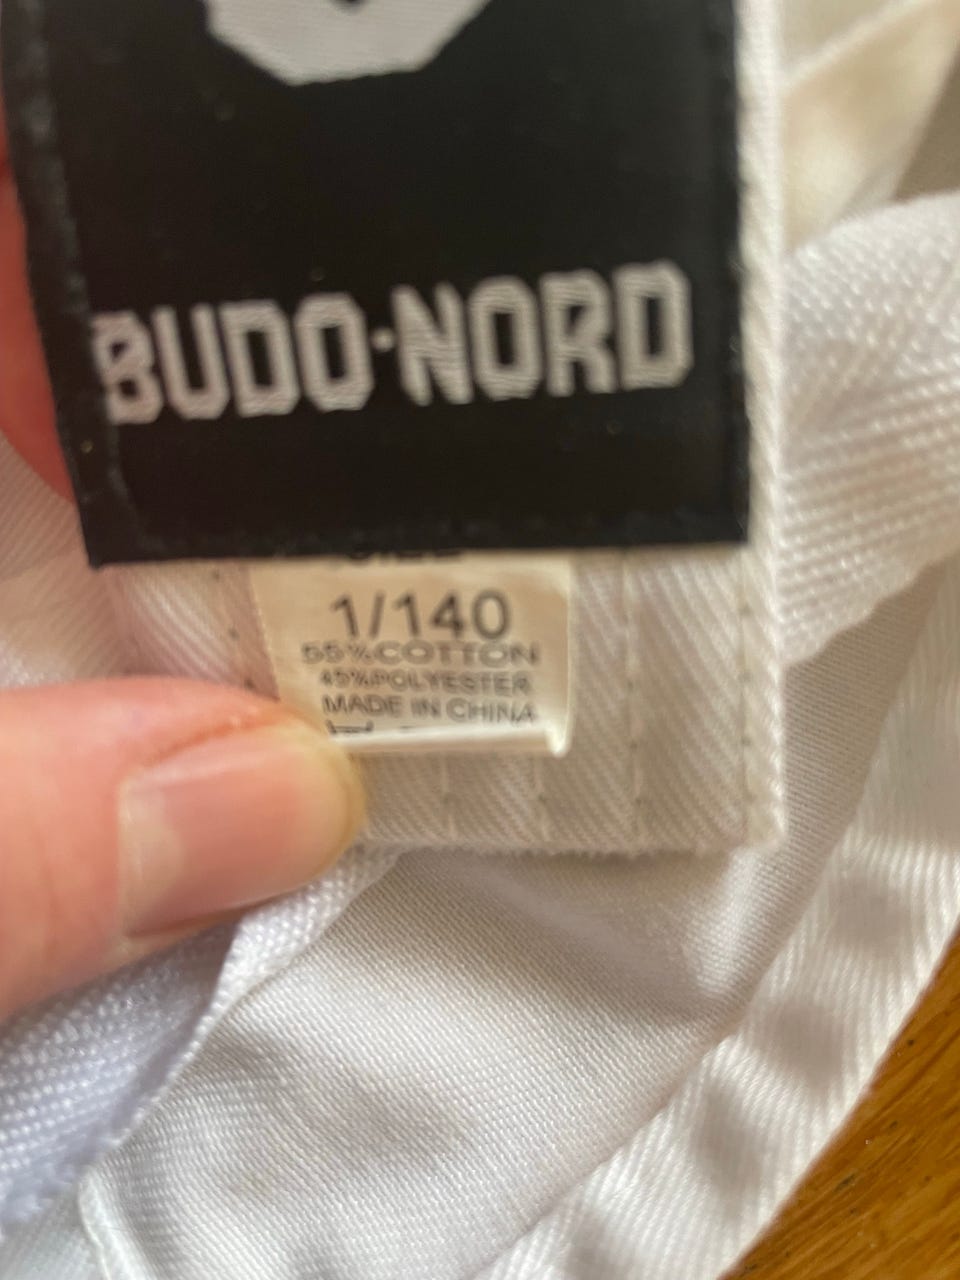 BUDO·NORD
1/140
55%COTTON
45%POLYESTER
MADE IN CHINA